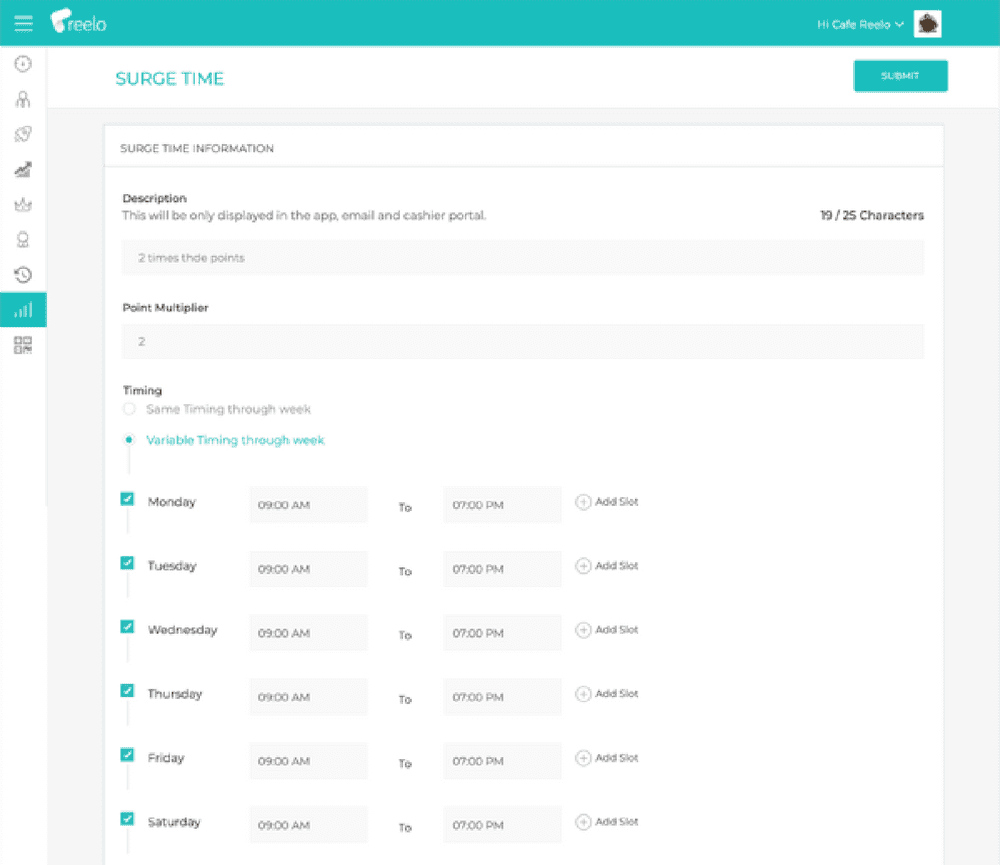 reelo
Hi Cafe Reelo
SURGE TIME
SUBMIT
SURGE TIME INFORMATION
Description
This will be only displayed in the app, email and cashier portal.
19 / 25 Characters
2 times thde points
Point Multiplier
2
Timing
Same Timing through week
Variable Timing through week
Monday 09:00 AM To 07:00 PM Add Slot
Tuesday 09:00 AM To 07:00 PM Add Slot
Wednesday 09:00 AM To 07:00 PM Add Slot
Thursday 09:00 AM To 07:00 PM Add Slot
Friday 09:00 AM To 07:00 PM Add Slot
Saturday 09:00 AM To 07:00 PM Add Slot